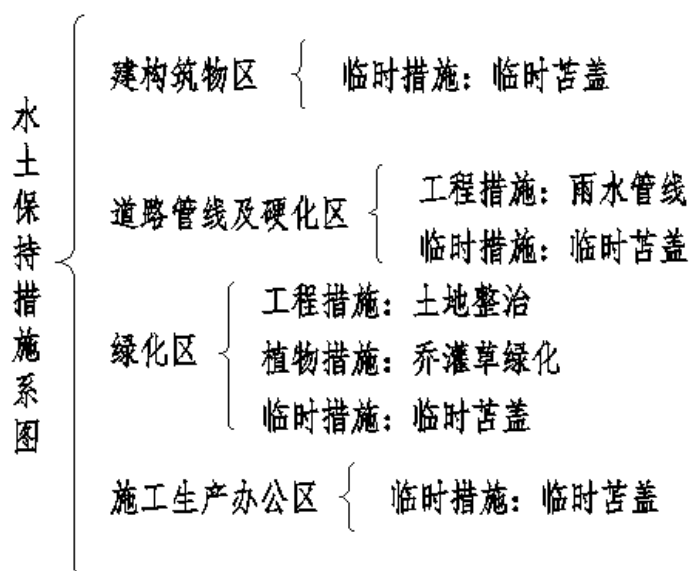 水土保持措施系图
建构筑物区
临时措施：临时苫盖
道路管线及硬化区
工程措施：雨水管线
临时措施：临时苫盖
绿化区
工程措施：土地整治
植物措施：乔灌草绿化
临时措施：临时苫盖
施工生产办公区
临时措施：临时苫盖